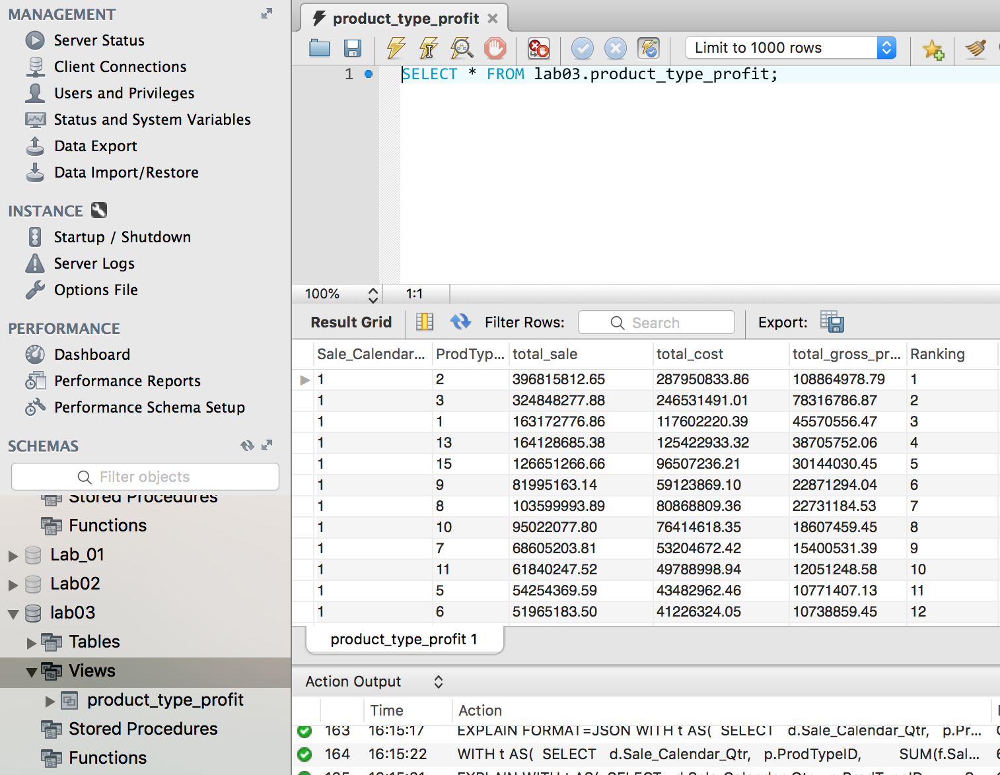 MANAGEMENT
Server Status
Client Connections
Users and Privileges
Status and System Variables
Data Export
Data Import/Restore
INSTANCE
Startup / Shutdown
Server Logs
Options File
PERFORMANCE
Dashboard
Performance Reports
Performance Schema Setup
SCHEMAS
Filter objects
Stored Procedures
Functions
Lab_01
Lab02
lab03
Tables
Views
product_type_profit
Stored Procedures
Functions
product_type_profit
Limit to 1000 rows
1 SELECT * FROM lab03.product_type_profit;
100% 1:1
Result Grid Filter Rows: Search Export:
Sale_Calendar... ProdTyp... total_sale total_cost total_gross_pr... Ranking
1 2 396815812.65 287950833.86 108864978.79 1
1 3 324848277.88 246531491.01 78316786.87 2
1 1 163172776.86 117602220.39 45570556.47 3
1 13 164128685.38 125422933.32 38705752.06 4
1 15 126651266.66 96507236.21 30144030.45 5
1 9 81995163.14 59123869.10 22871294.04 6
1 8 103599993.89 80868809.36 22731184.53 7
1 10 95022077.80 76414618.35 18607459.45 8
1 7 68605203.81 53204672.42 15400531.39 9
1 11 61840247.52 49788998.94 12051248.58 10
1 5 54254369.59 43482962.46 10771407.13 11
1 6 51965183.50 41226324.05 10738859.45 12
product_type_profit 1
Action Output
Time Action
163 16:15:17 EXPLAIN FORMAT=JSON WITH t AS( SELECT d.Sale_Calendar_Qtr, p.Pr...
164 16:15:22 WITH t AS( SELECT d.Sale_Calendar_Qtr, p.ProdTypeID, SUM(f.Sal...